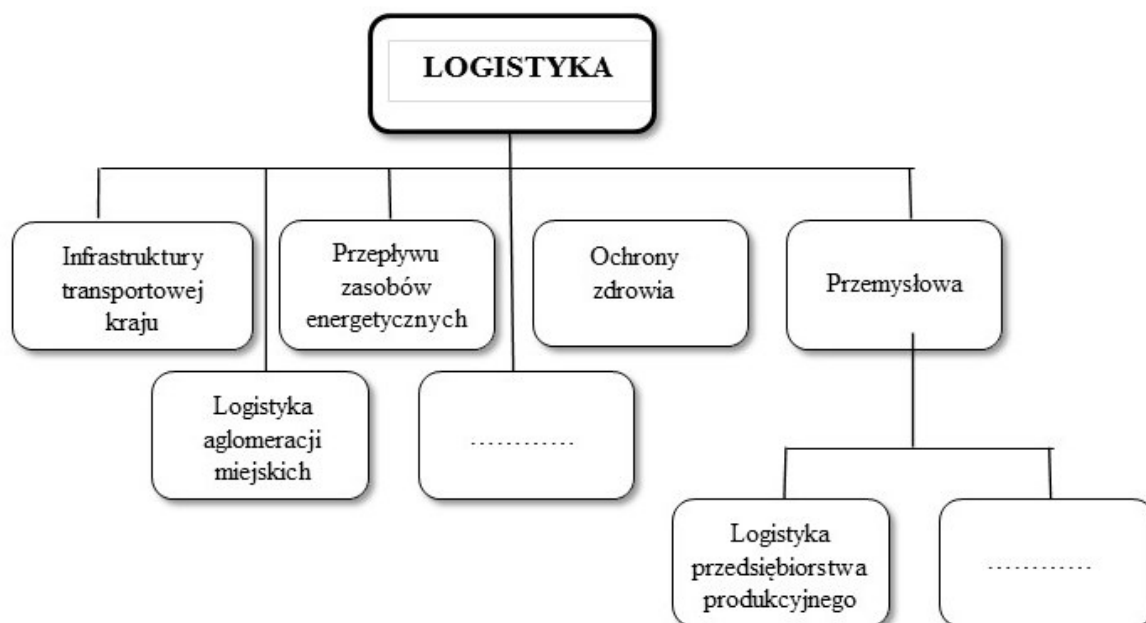 LOGISTYKA
Infrastruktury
transportowej
kraju
Przepływu
zasobów
energetycznych
Ochrony
zdrowia
Przemysłowa
Logistyka
aglomeracji
miejskich
............
Logistyka
przedsiębiorstwa
produkcyjnego
............